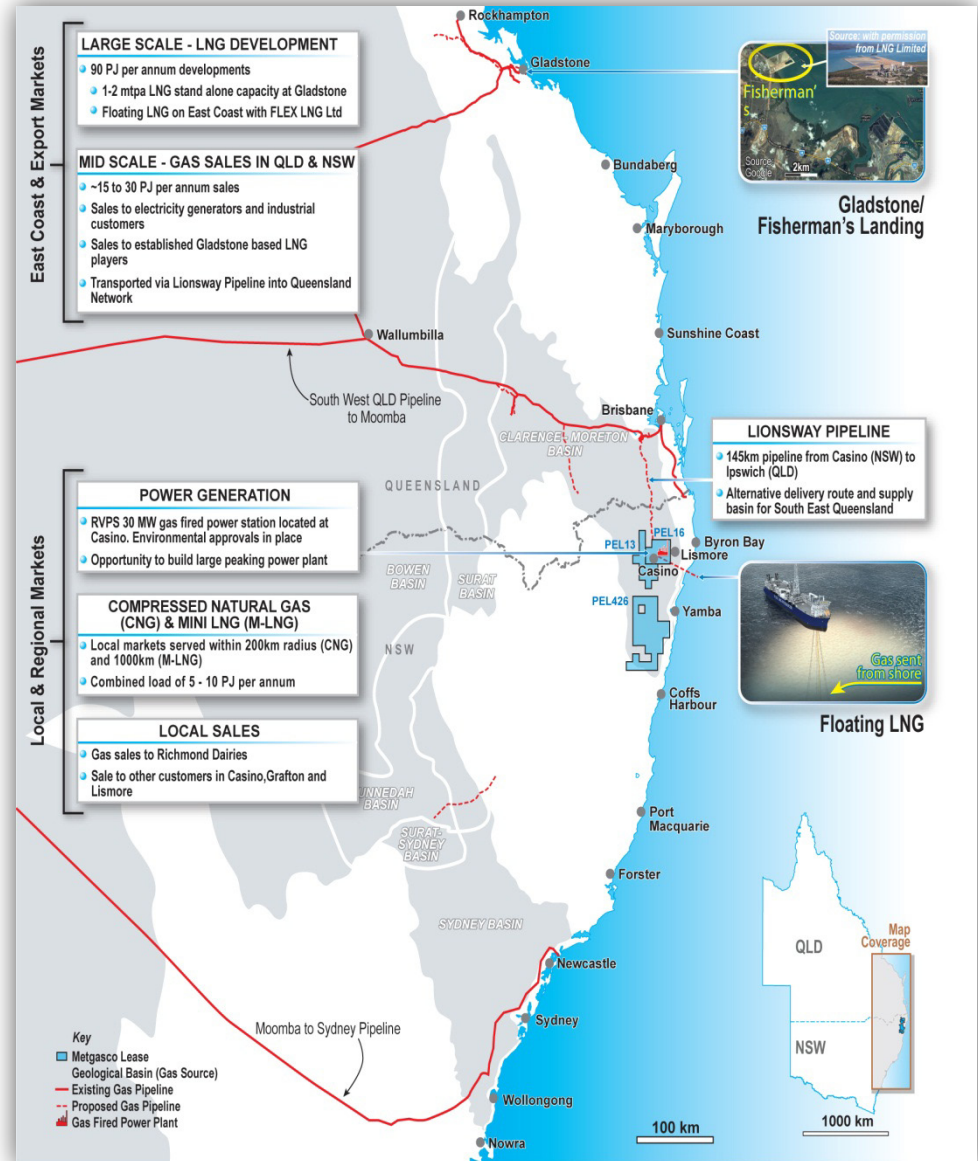 East Coast & Export Markets
LARGE SCALE - LNG DEVELOPMENT
90 PJ per annum developments
1-2 mtpa LNG stand alone capacity at Gladstone
Floating LNG on East Coast with FLEX LNG Ltd
MID SCALE - GAS SALES IN QLD & NSW
~15 to 30 PJ per annum sales
Sales to electricity generators and industrial
customers
Sales to established Gladstone based LNG
players
Transported via Lionsway Pipeline into Queensland
Network
Local & Regional Markets
POWER GENERATION
RVPS 30 MW gas fired power station located at
Casino. Environmental approvals in place
Opportunity to build large peaking power plant
COMPRESSED NATURAL GAS
(CNG) & MINI LNG (M-LNG)
Local markets served within 200km radius (CNG)
and 1000km (M-LNG)
Combined load of 5 - 10 PJ per annum
LOCAL SALES
Gas sales to Richmond Dairies
Sale to other customers in Casino,Grafton and
Lismore
Rockhampton
Gladstone
Bundaberg
Maryborough
Wallumbilla
Sunshine Coast
South West QLD Pipeline
to Moomba
Brisbane
CLARENCE-MORETON
BASIN
QUEENSLAND
BOWEN
BASIN
SURAT
BASIN
NSW
PEL13
PEL16
Byron Bay
Lismore
Casino
PEL426
Yamba
Coffs
Harbour
UNNEDAH
BASIN
SURAT-
SYDNEY
BASIN
Port
Macquarie
Forster
SYDNEY BASIN
Newcastle
Sydney
Moomba to Sydney Pipeline
Wollongong
Nowra
Source: with permission
from LNG Limited
Fisherman'
s
Source:
Google
2km
Gladstone/
Fisherman's Landing
LIONSWAY PIPELINE
145km pipeline from Casino (NSW) to
Ipswich (QLD)
Alternative delivery route and supply
basin for South East Queensland
Gas sent
from shore
Floating LNG
Map
Coverage
QLD
NSW
Key
Metgasco Lease
Geological Basin (Gas Source)
Existing Gas Pipeline
Proposed Gas Pipeline
Gas Fired Power Plant
100 km
1000 km